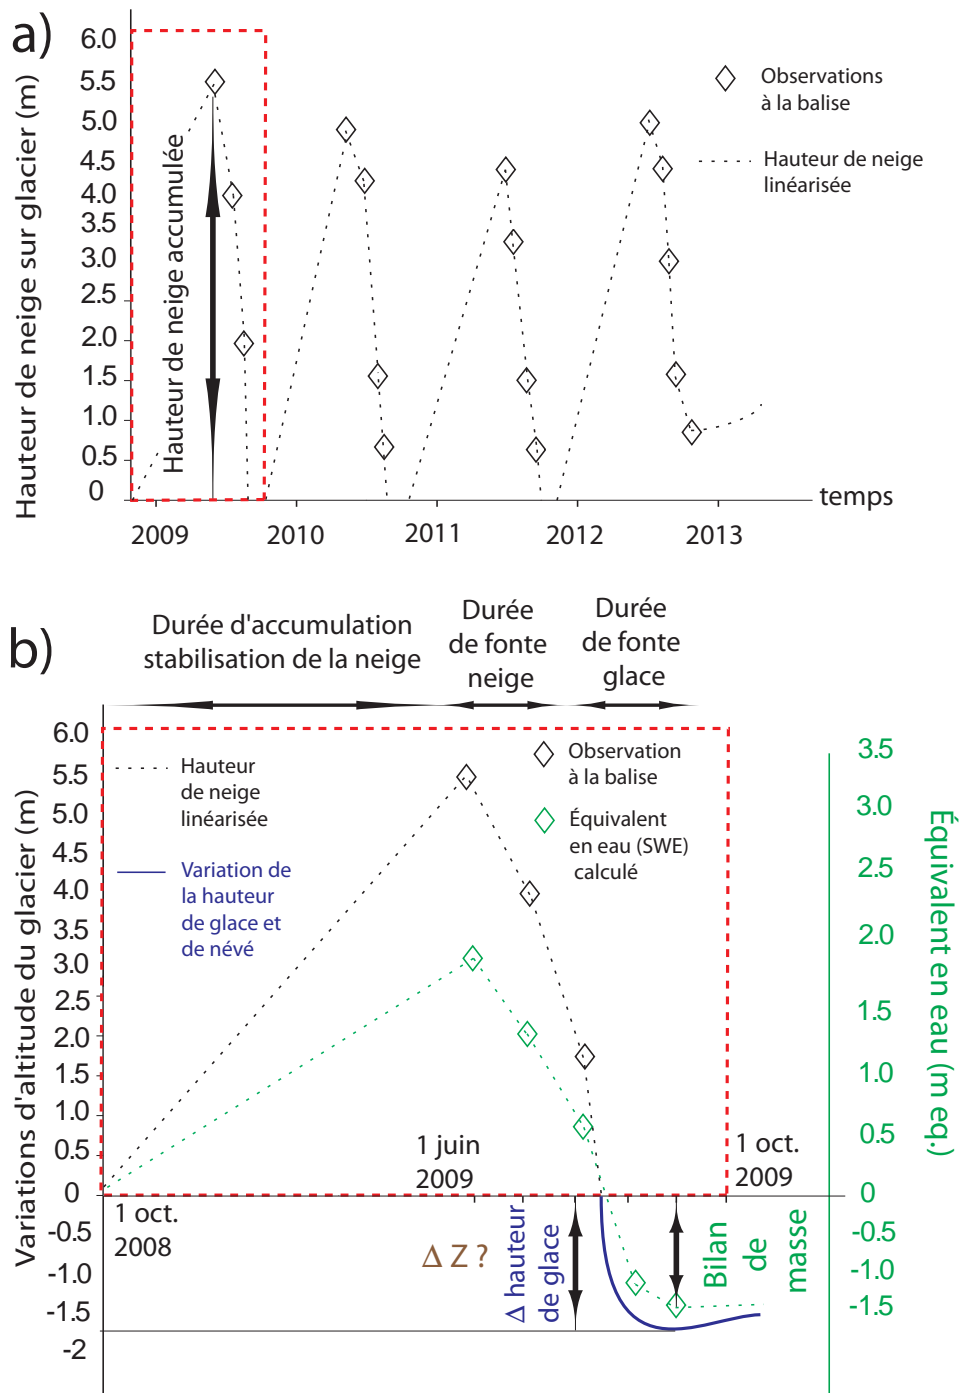 a)
Hauteur de neige sur glacier (m)
6.0
5.5
5.0
4.5
4.0
3.5
3.0
2.5
2.0
1.5
1.0
0.5
0
Hauteur de neige accumulée
Observations
à la balise
Hauteur de neige
linéarisée
temps
2009
2010
2011
2012
2013
b)
Durée d'accumulation
stabilisation de la neige
Durée
de fonte
neige
Durée
de fonte
glace
Variations d'altitude du glacier (m)
6.0
5.5
5.0
4.5
4.0
3.5
3.0
2.5
2.0
1.5
1.0
0.5
0
-0.5
-1.0
-1.5
-2
Hauteur
de neige
linéarisée
Variation de
la hauteur
de glace et
de névé
Observation
à la balise
Équivalent
en eau (SWE)
calculé
3.5
3.0
2.5
2.0
1.5
1.0
0.5
0
-0.5
-1.0
-1.5
Équivalent en eau (m eq.)
1 oct.
2008
1 juin
2009
1 oct.
2009
Δ Z ?
Δ hauteur
de glace
Bilan
de
masse